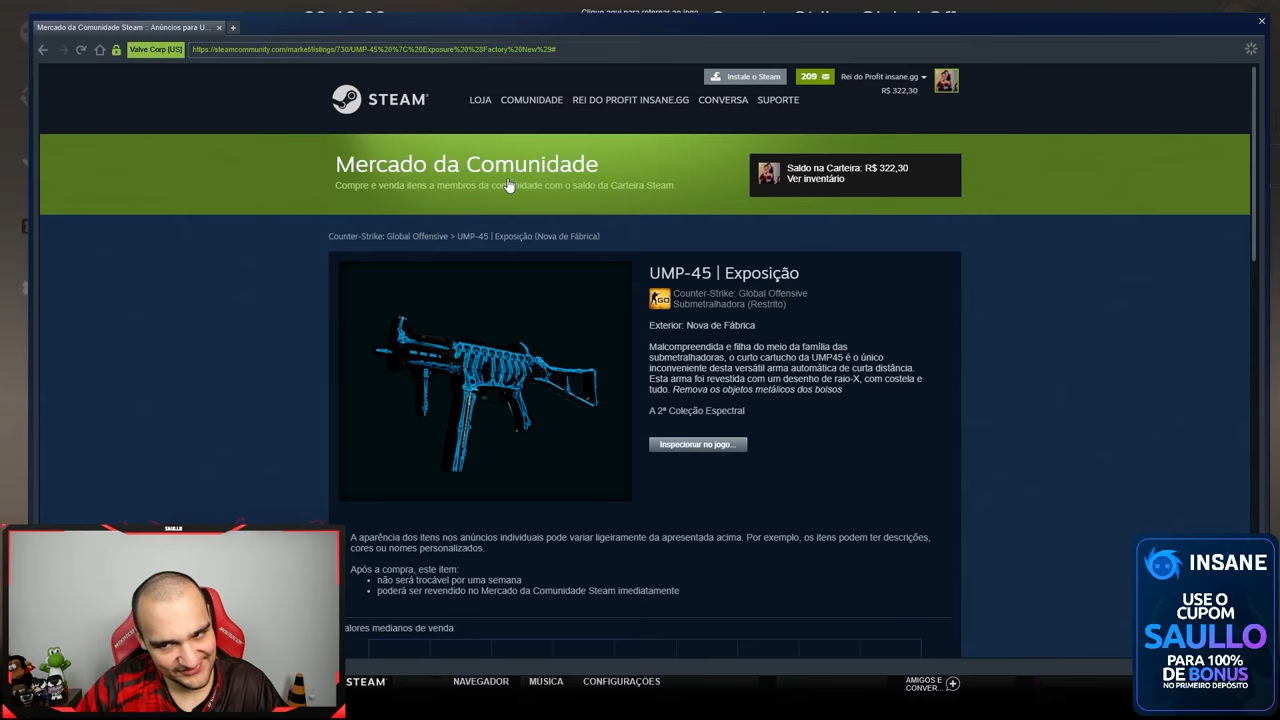 Mercado da Comunidade Steam :: Anúncios para U...
Valve Corp [US]
https://steamcommunity.com/market/listings/730/UMP-45%20%7C%20Exposure%20%28Factory%20New%29#
Instale o Steam
209
Rei do Profit insane.gg
R$ 322,30
STEAM
LOJA COMUNIDADE REI DO PROFIT INSANE.GG CONVERSA SUPORTE
Mercado da Comunidade
Compre e venda itens a membros da comunidade com o saldo da Carteira Steam.
Saldo na Carteira: R$ 322,30
Ver inventário
Counter-Strike: Global Offensive > UMP-45 | Exposição (Nova de Fábrica)
UMP-45 | Exposição
GO
Counter-Strike: Global Offensive
Submetralhadora (Restrito)
Exterior: Nova de Fábrica
Malcompreendida e filha do meio da família das
submetralhadoras, o curto cartucho da UMP45 é o único
inconveniente desta versátil arma automática de curta distância.
Esta arma foi revestida com um desenho de raio-X, com costela e
tudo. Remova os objetos metálicos dos bolsos
A 2ª Coleção Espectral
Inspecionar no jogo...
A aparência dos itens nos anúncios individuais pode variar ligeiramente da apresentada acima. Por exemplo, os itens podem ter descrições,
cores ou nomes personalizados.
Após a compra, este item:
não será trocável por uma semana
poderá ser revendido no Mercado da Comunidade Steam imediatamente
alores medianos de venda
STEAM
NAVEGADOR MÚSICA CONFIGURAÇÕES
AMIGOS E
CONVER...
SAULLO
INSANE
USE O
CUPOM
SAULLO
PARA 100%
DE BONUS
NO PRIMEIRO DEPÓSITO